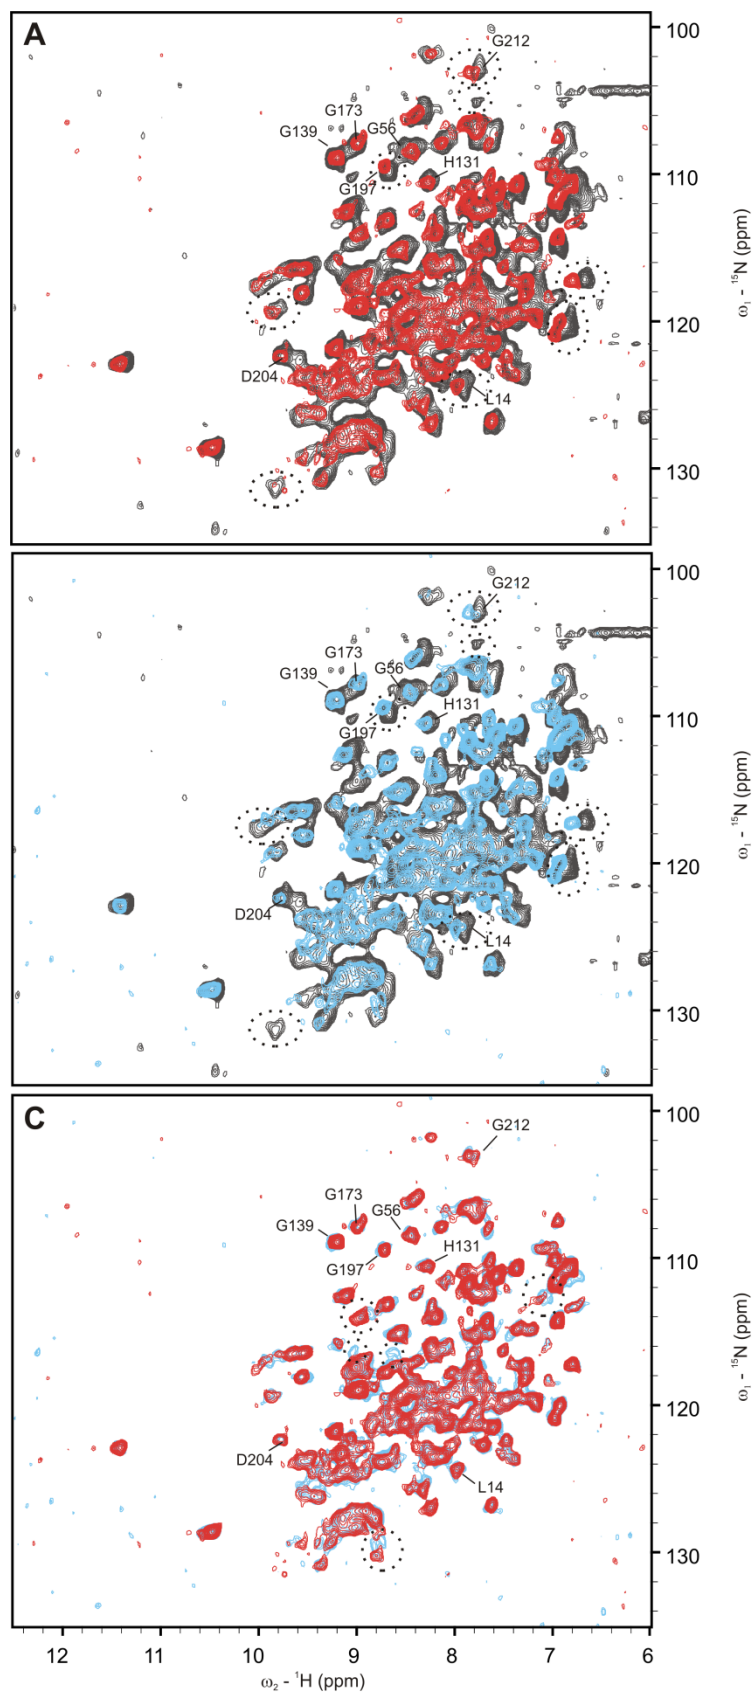 A
G212
G173
G56
G139
G197
H131
D204
L14
100
110
120
130
ω₁ - ¹⁵N (ppm)
G212
G173
G56
G139
G197
H131
D204
L14
100
110
120
130
ω₁ - ¹⁵N (ppm)
C
G212
G173
G56
G139
G197
H131
D204
L14
100
110
120
130
ω₁ - ¹⁵N (ppm)
12 11 10 9 8 7 6
ω₂ - ¹H (ppm)